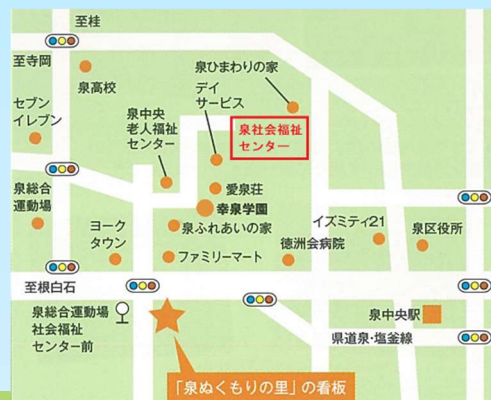 至桂
至寺岡
泉高校
泉ひまわりの家
セブン
イレブン
デイ
サービス
泉中央
老人福祉
センター
泉社会福祉
センター
泉総合
運動場
愛泉荘
幸泉学園
ヨーク
タウン
泉ふれあいの家
イズミティ21
泉区役所
徳洲会病院
ファミリーマート
至根白石
泉総合運動場
社会福祉
センター前
泉中央駅
県道泉・塩釜線
「泉ぬくもりの里」の看板